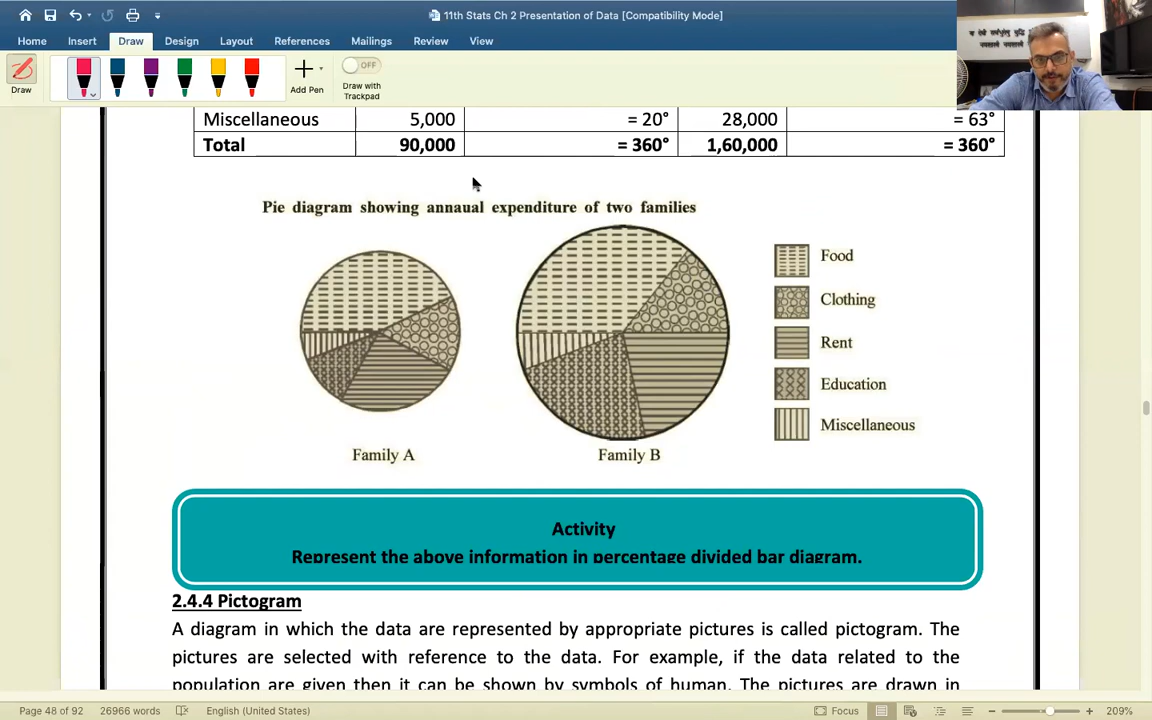 11th Stats Ch 2 Presentation of Data [Compatibility Mode]
Home Insert Draw Design Layout References Mailings Review View
Draw
OFF
Add Pen
Draw with
Trackpad
Miscellaneous 5,000 = 20° 28,000 = 63°
Total 90,000 = 360° 1,60,000 = 360°
Pie diagram showing annaual expenditure of two families
Food
Clothing
Rent
Education
Miscellaneous
Family A Family B
Activity
Represent the above information in percentage divided bar diagram.
2.4.4 Pictogram
A diagram in which the data are represented by appropriate pictures is called pictogram. The
pictures are selected with reference to the data. For example, if the data related to the
population are given then it can be shown by symbols of human. The pictures are drawn in
Page 48 of 92 26966 words English (United States) Focus 209%